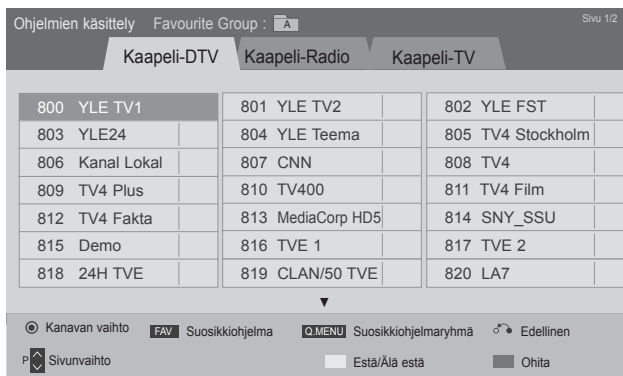 Ohjelmien käsittely Favourite Group : A Sivu 1/2
Kaapeli-DTV Kaapeli-Radio Kaapeli-TV
800 YLE TV1 801 YLE TV2 802 YLE FST
803 YLE24 804 YLE Teema 805 TV4 Stockholm
806 Kanal Lokal 807 CNN 808 TV4
809 TV4 Plus 810 TV400 811 TV4 Film
812 TV4 Fakta 813 MediaCorp HD5 814 SNY_SSU
815 Demo 816 TVE 1 817 TVE 2
818 24H TVE 819 CLAN/50 TVE 820 LA7
Kanavan vaihto FAV Suosikkiohjelma Q.MENU Suosikkiohjelmaryhmä Edellinen
P Sivunvaihto Estä/Älä estä Ohita